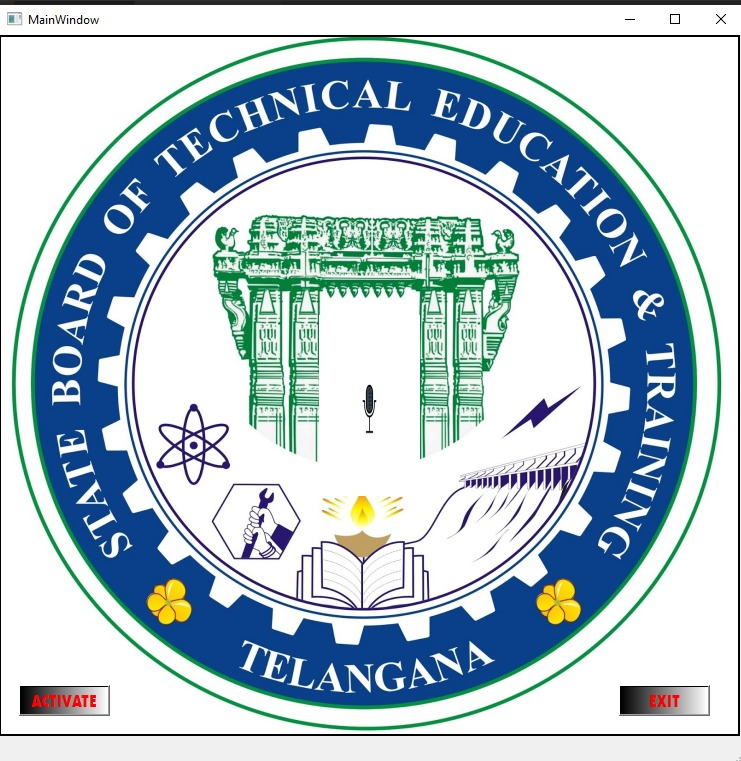 MainWindow
STATE BOARD OF TECHNICAL EDUCATION & TRAINING
TELANGANA
ACTIVATE
EXIT